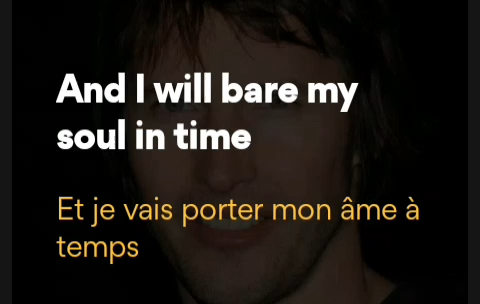 And I will bare my
soul in time
Et je vais porter mon âme à
temps